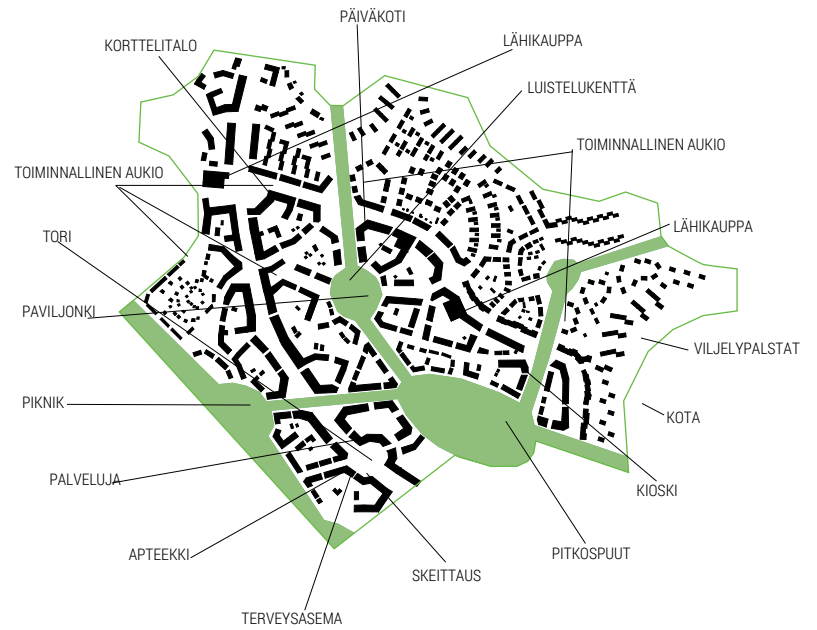 PÄIVÄKOTI
KORTTELITALO
LÄHIKAUPPA
LUISTELUKENTTÄ
TOIMINNALLINEN AUKIO
TOIMINNALLINEN AUKIO
LÄHIKAUPPA
TORI
PAVILJONKI
VILJELYPALSTAT
PIKNIK
KOTA
PALVELUJA
KIOSKI
APTEEKKI
PITKOSPUUT
SKEITTAUS
TERVEYSASEMA